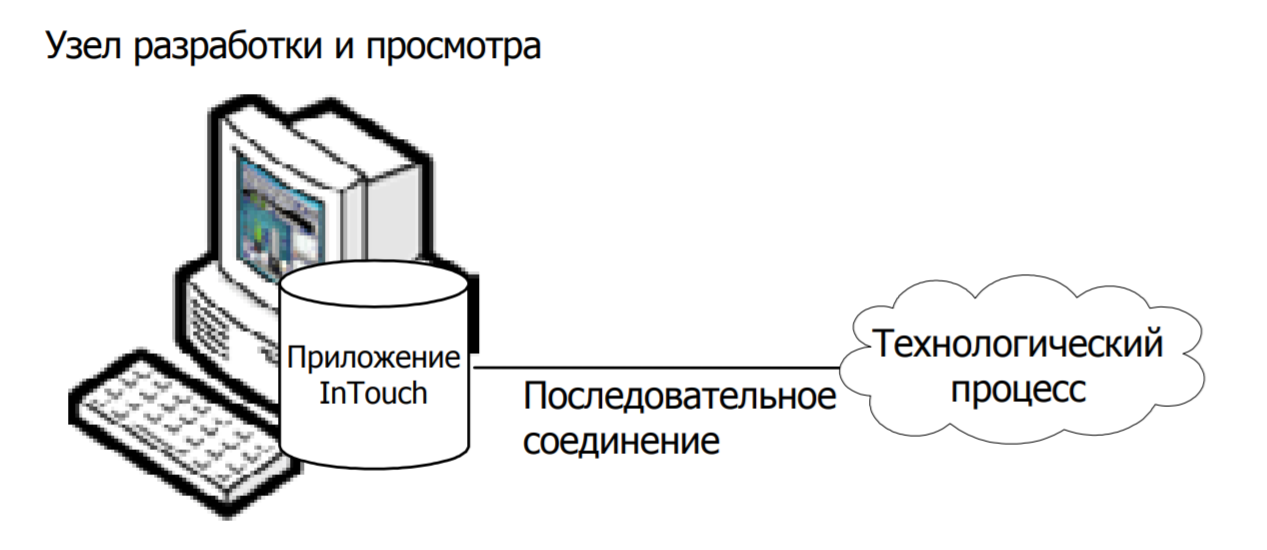 Узел разработки и просмотра
Приложение
InTouch
Последовательное
соединение
Технологический
процесс